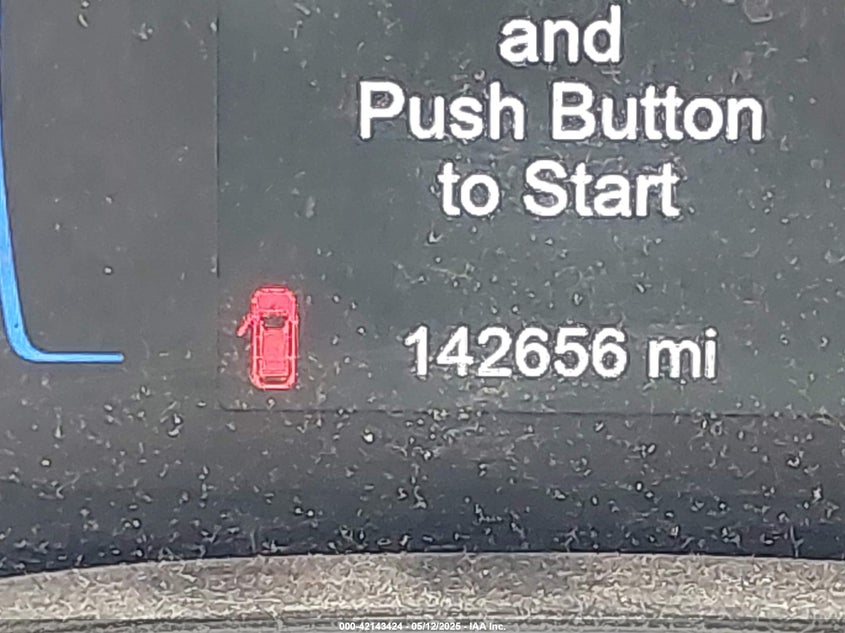 and
Push Button
to Start
142656 mi
000-42143424 - 05/12/2025 - IAA Inc.